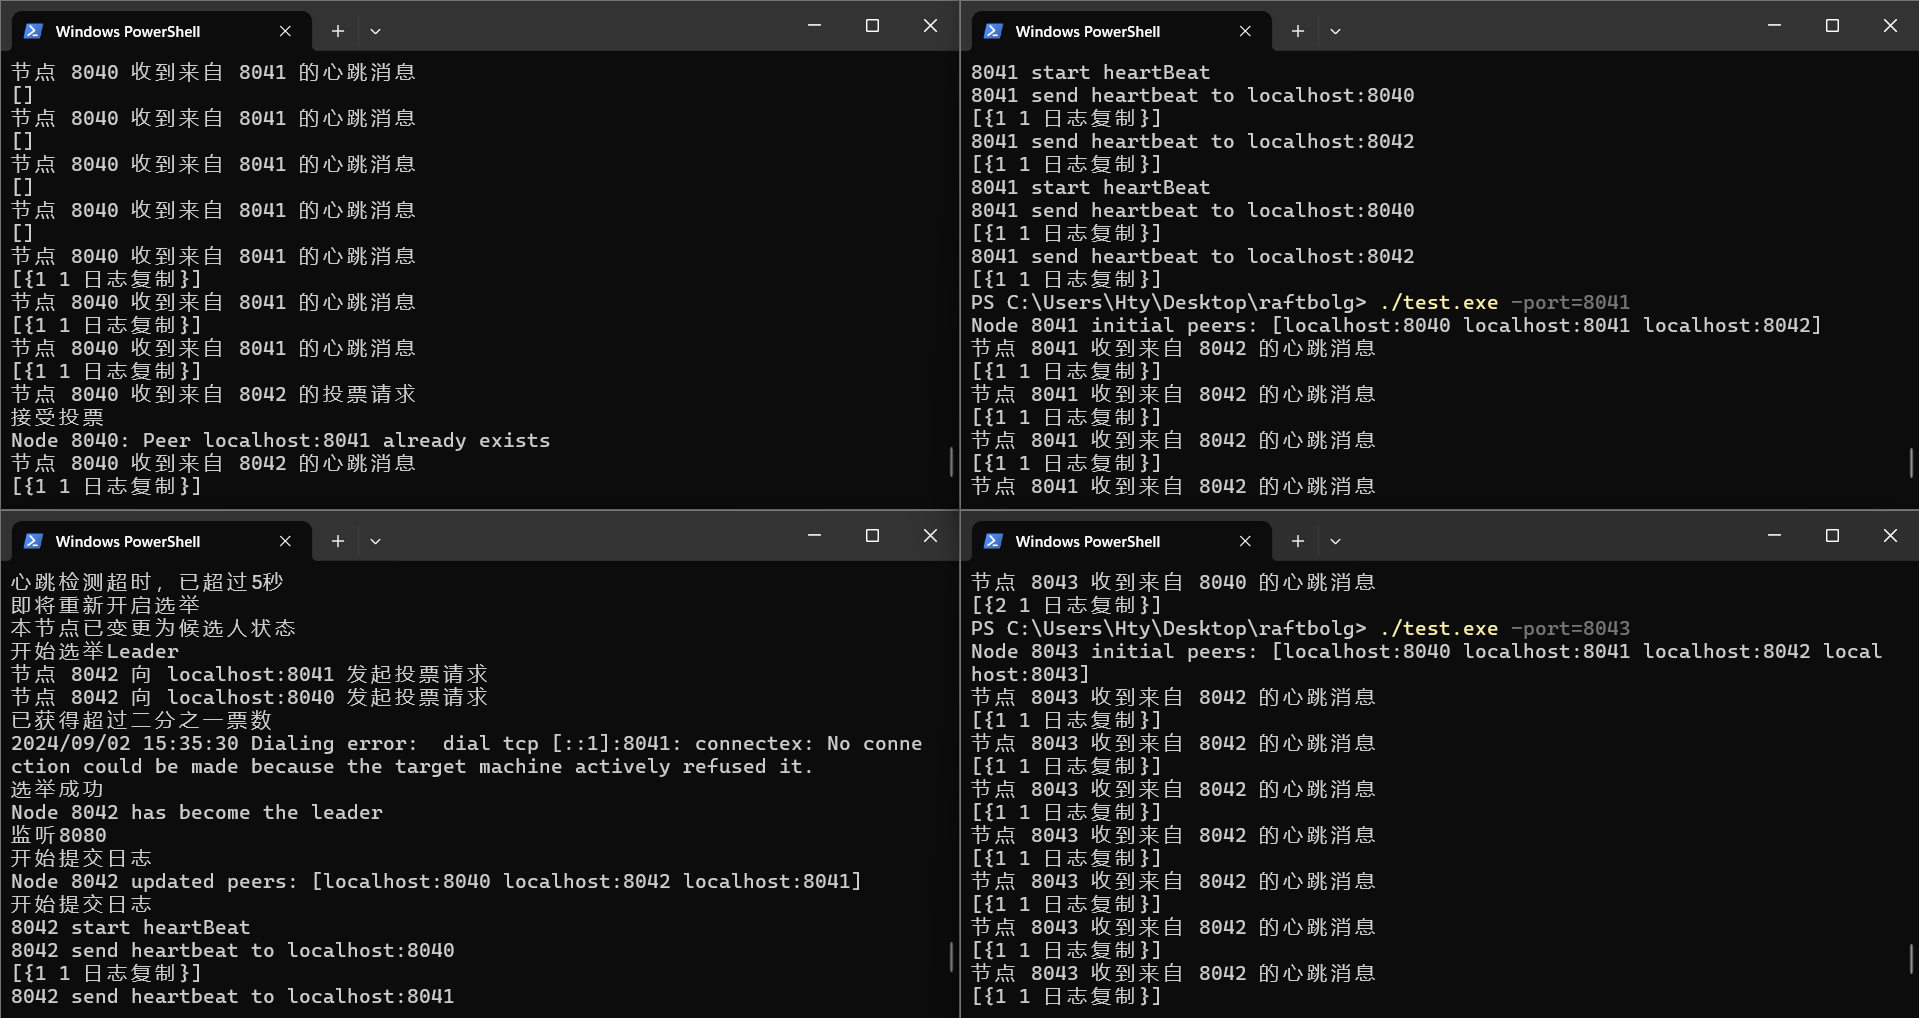 Windows PowerShell
节点 8040 收到来自 8041 的心跳消息
[]
节点 8040 收到来自 8041 的心跳消息
[]
节点 8040 收到来自 8041 的心跳消息
[]
节点 8040 收到来自 8041 的心跳消息
[]
节点 8040 收到来自 8041 的心跳消息
[{1 1 日志复制}]
节点 8040 收到来自 8041 的心跳消息
[{1 1 日志复制}]
节点 8040 收到来自 8041 的心跳消息
[{1 1 日志复制}]
节点 8040 收到来自 8042 的投票请求
接受投票
Node 8040: Peer localhost:8041 already exists
节点 8040 收到来自 8042 的心跳消息
[{1 1 日志复制}]
Windows PowerShell
8041 start heartBeat
8041 send heartbeat to localhost:8040
[{1 1 日志复制}]
8041 send heartbeat to localhost:8042
[{1 1 日志复制}]
8041 start heartBeat
8041 send heartbeat to localhost:8040
[{1 1 日志复制}]
8041 send heartbeat to localhost:8042
[{1 1 日志复制}]
PS C:\Users\Hty\Desktop\raftbolg> ./test.exe -port=8041
Node 8041 initial peers: [localhost:8040 localhost:8041 localhost:8042]
节点 8041 收到来自 8042 的心跳消息
[{1 1 日志复制}]
节点 8041 收到来自 8042 的心跳消息
[{1 1 日志复制}]
节点 8041 收到来自 8042 的心跳消息
[{1 1 日志复制}]
节点 8041 收到来自 8042 的心跳消息
Windows PowerShell
心跳检测超时，已超过5秒
即将重新开启选举
本节点已变更为候选人状态
开始选举Leader
节点 8042 向 localhost:8041 发起投票请求
节点 8042 向 localhost:8040 发起投票请求
已获得超过二分之一票数
2024/09/02 15:35:30 Dialing error:  dial tcp [::1]:8041: connectex: No conne
ction could be made because the target machine actively refused it.
选举成功
Node 8042 has become the leader
监听8080
开始提交日志
Node 8042 updated peers: [localhost:8040 localhost:8042 localhost:8041]
开始提交日志
8042 start heartBeat
8042 send heartbeat to localhost:8040
[{1 1 日志复制}]
8042 send heartbeat to localhost:8041
Windows PowerShell
节点 8043 收到来自 8040 的心跳消息
[{2 1 日志复制}]
PS C:\Users\Hty\Desktop\raftbolg> ./test.exe -port=8043
Node 8043 initial peers: [localhost:8040 localhost:8041 localhost:8042 local
host:8043]
节点 8043 收到来自 8042 的心跳消息
[{1 1 日志复制}]
节点 8043 收到来自 8042 的心跳消息
[{1 1 日志复制}]
节点 8043 收到来自 8042 的心跳消息
[{1 1 日志复制}]
节点 8043 收到来自 8042 的心跳消息
[{1 1 日志复制}]
节点 8043 收到来自 8042 的心跳消息
[{1 1 日志复制}]
节点 8043 收到来自 8042 的心跳消息
[{1 1 日志复制}]
节点 8043 收到来自 8042 的心跳消息
[{1 1 日志复制}]